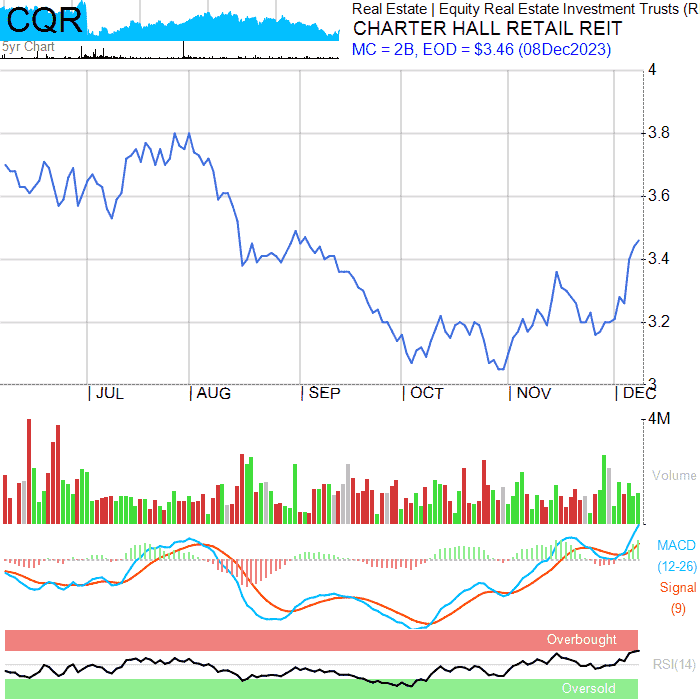 CQR
5yr Chart
Real Estate | Equity Real Estate Investment Trusts (R
CHARTER HALL RETAIL REIT
MC = 2B, EOD = $3.46 (08Dec2023)
4
3.8
3.6
3.4
3.2
3
JUL
AUG
SEP
OCT
NOV
DEC
4M
Volume
MACD
(12-26)
Signal
(9)
Overbought
RSI(14)
Oversold